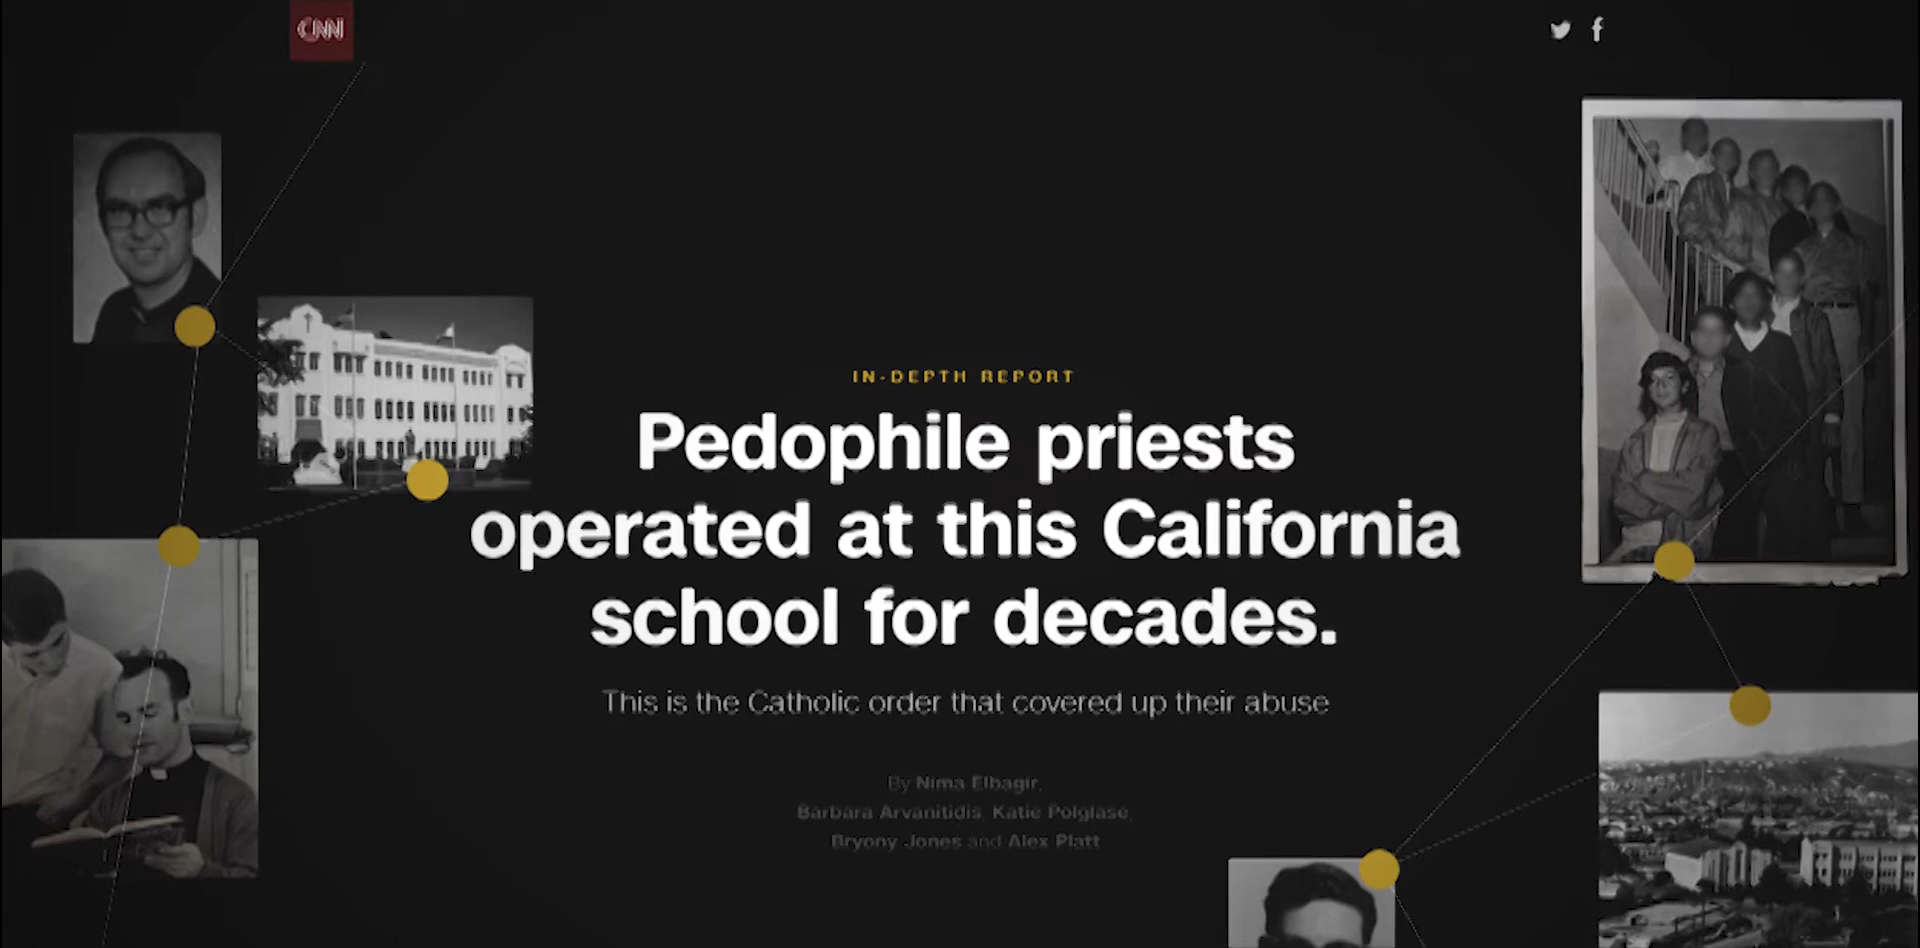 CNN
IN-DEPTH REPORT
Pedophile priests
operated at this California
school for decades.
This is the Catholic order that covered up their abuse
By Nima Elbagir,
Barbara Arvanitidis, Katie Polglase,
Bryony Jones and Alex Platt